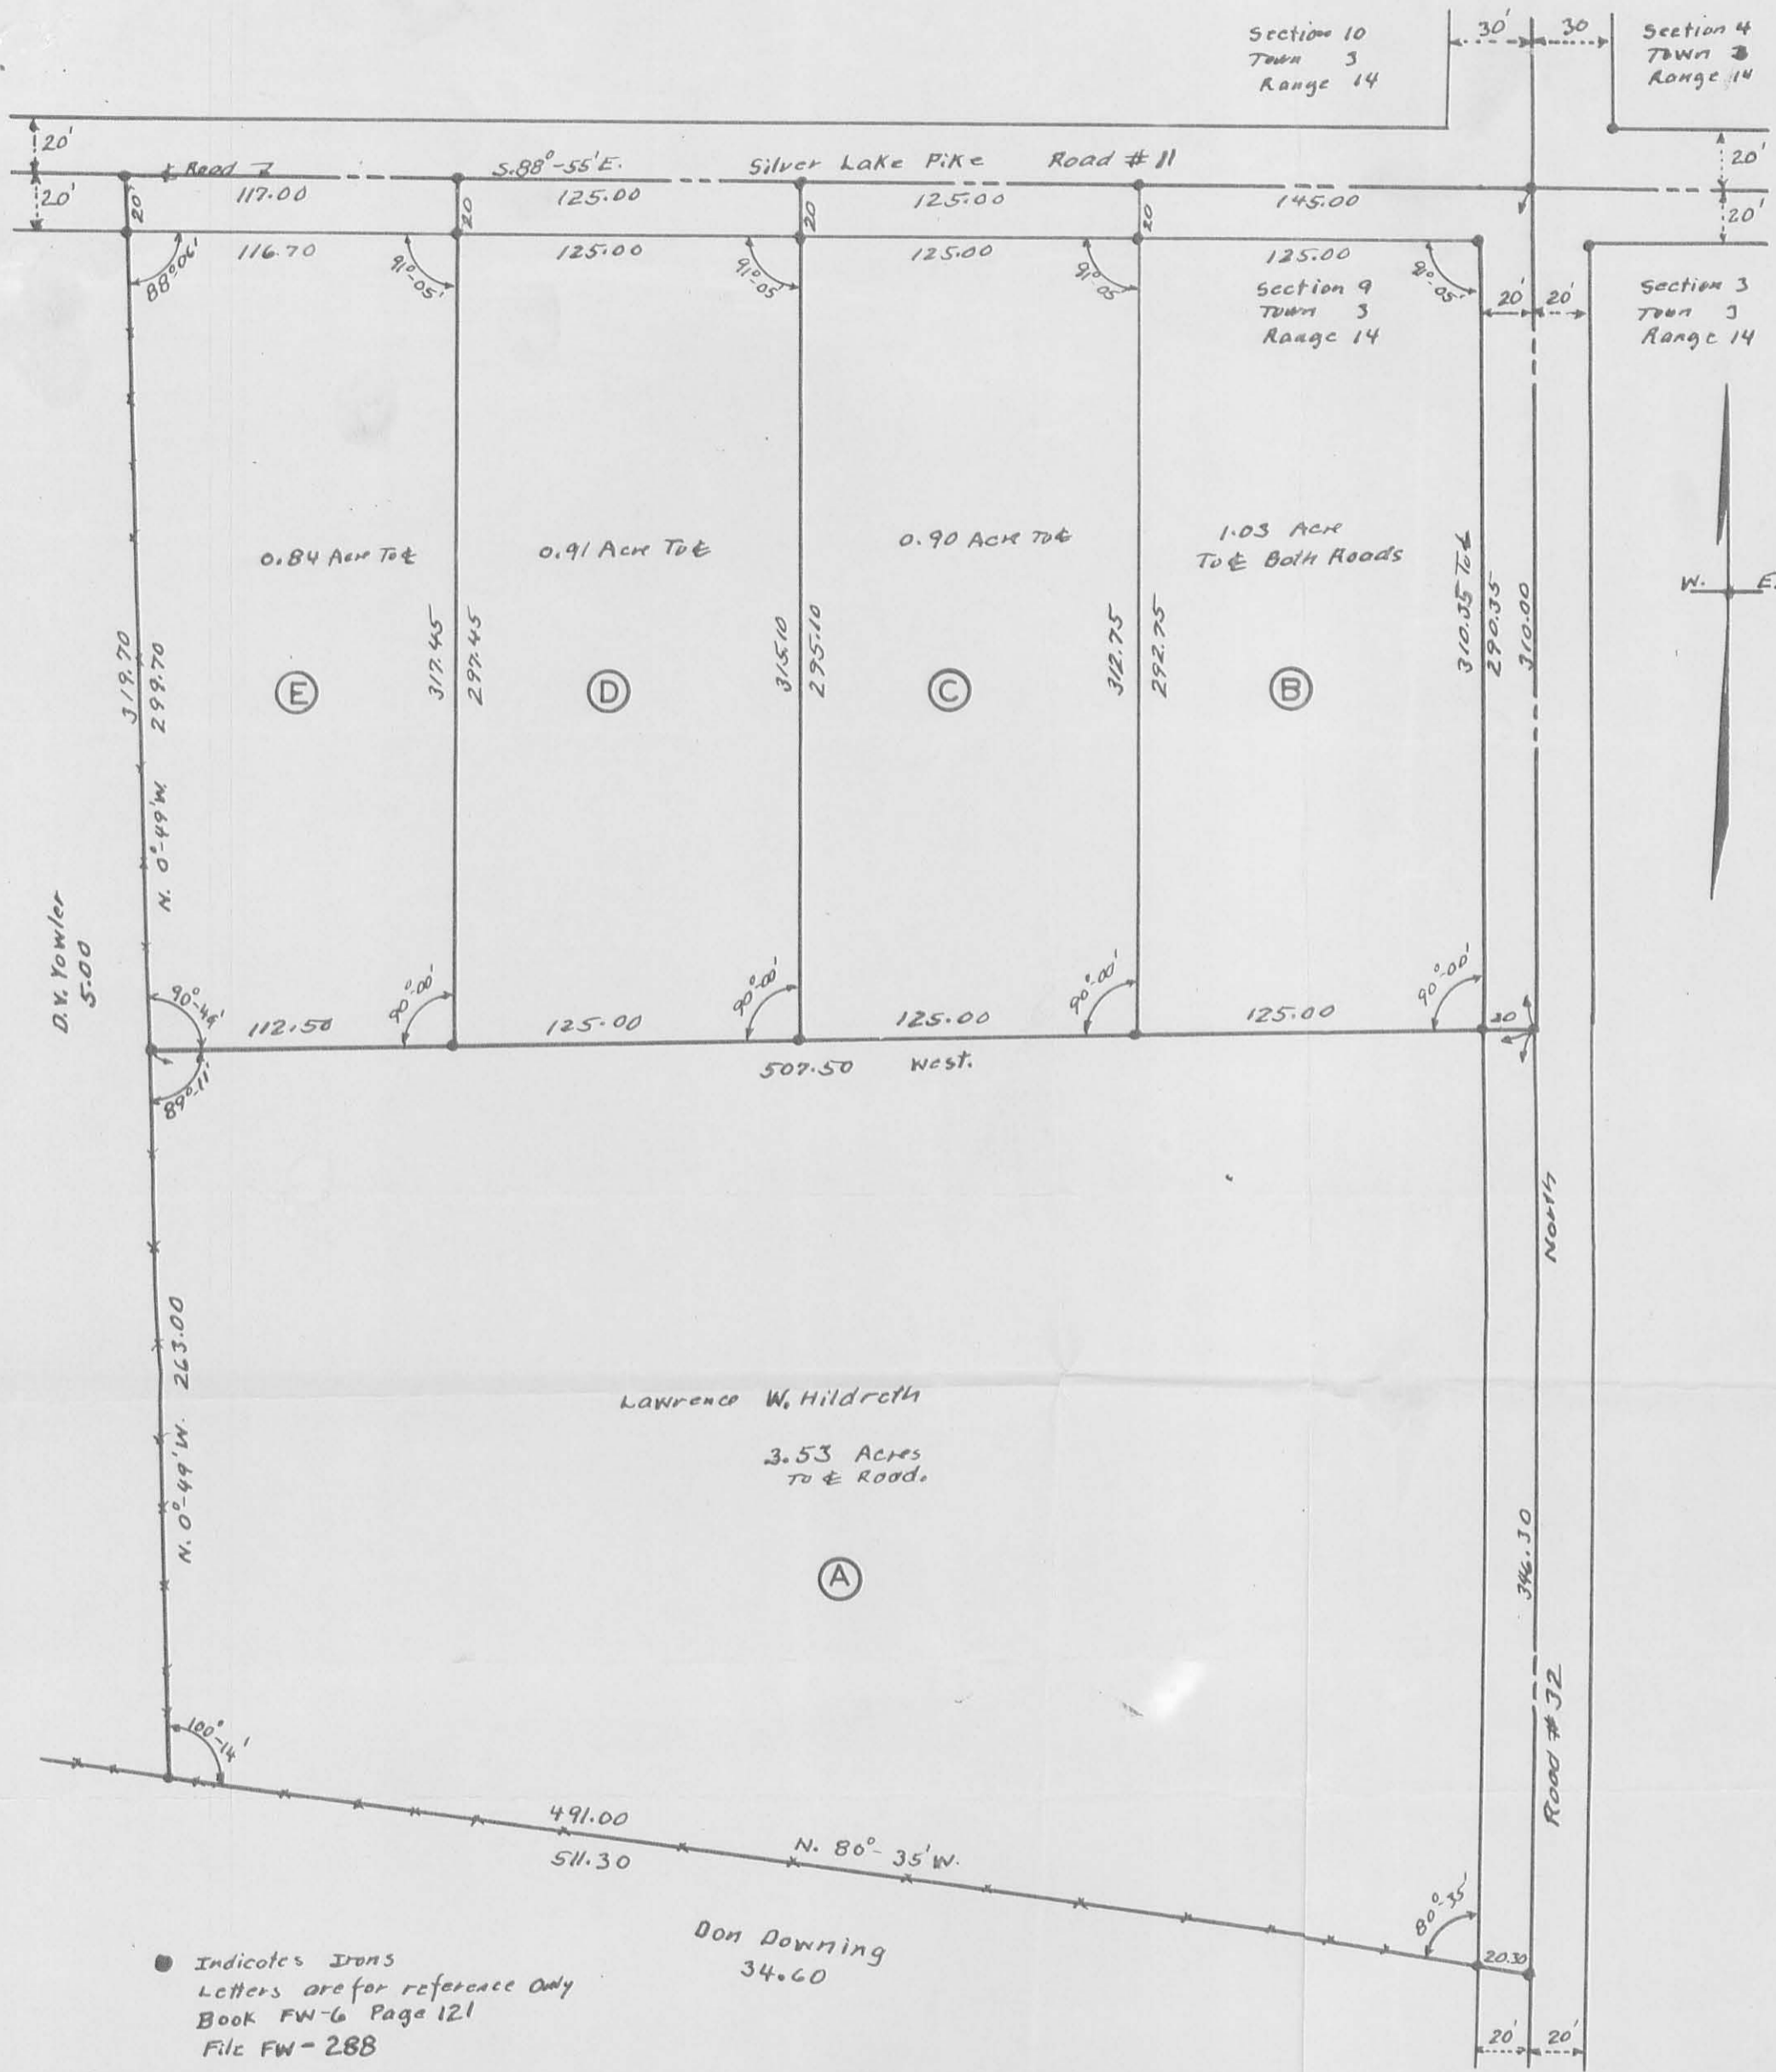 Section 10
Town 3
Range 14
30'
30
Section 4
Town 3
Range 14
20'
20'
℄ Road
S.88°-55'E.
Silver Lake Pike
Road # 11
20'
20'
117.00
125.00
125.00
145.00
20'
20
20
20
116.70
125.00
125.00
125.00
88°06'
91°-05'
91°-05'
91°-05'
91°-05'
Section 9
Town 3
Range 14
20'
20'
Section 3
Town 3
Range 14
0.84 Acre To ℄
0.91 Acre To ℄
0.90 Acre To ℄
1.03 Acre
To ℄ Both Roads
W.
E.
319.70
299.70
317.45
297.45
315.10
295.10
312.75
292.75
310.35 To ℄
290.35
310.00
E
D
C
B
N. 0°-49'W.
D.V. Yowler
5.00
90°-49'
90°-00'
90°-00'
90°-00'
90°-00'
112.50
125.00
125.00
125.00
20
507.50 West.
89°-11'
North
N. 0°-49'W. 263.00
Lawrence W. Hildreth
3.53 Acres
To ℄ Road.
A
346.30
Road # 32
100°-14'
491.00
511.30
N. 80°-35'W.
80°-35'
20.30
Don Downing
34.60
Indicates Irons
Letters are for reference Only
Book FW-6 Page 121
File FW-288
20'
20'